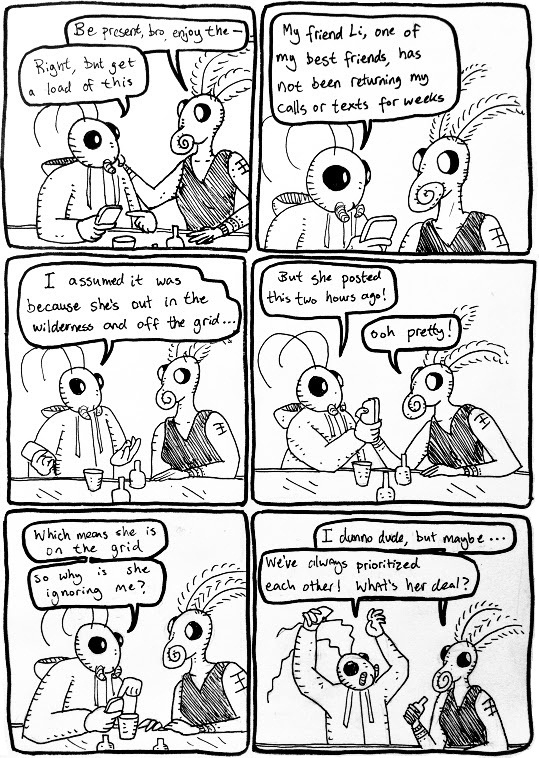 Be present, bro, enjoy the—
Right, but get
a load of this
My friend Li, one of
my best friends, has
not been returning my
calls or texts for weeks
I assumed it was
because she's out in the
wilderness and off the grid...
But she posted
this two hours ago!
ooh pretty!
Which means she is
on the grid
so why is she
ignoring me?
I dunno dude, but maybe...
We've always prioritized
each other! What's her deal?